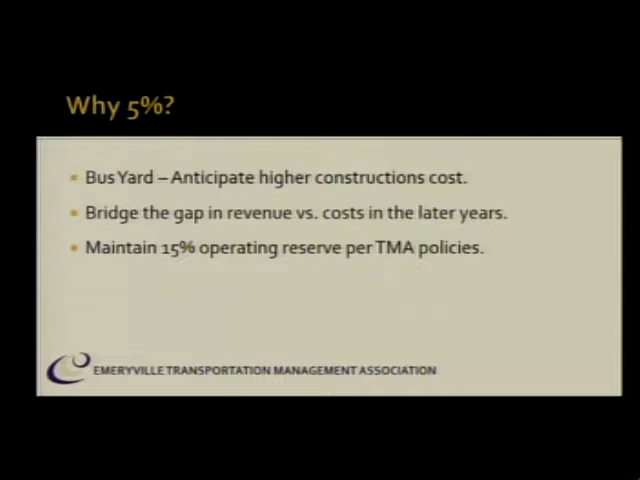 Why 5%?
Bus Yard – Anticipate higher constructions cost.
Bridge the gap in revenue vs. costs in the later years.
Maintain 15% operating reserve per TMA policies.
EMERYVILLE TRANSPORTATION MANAGEMENT ASSOCIATION